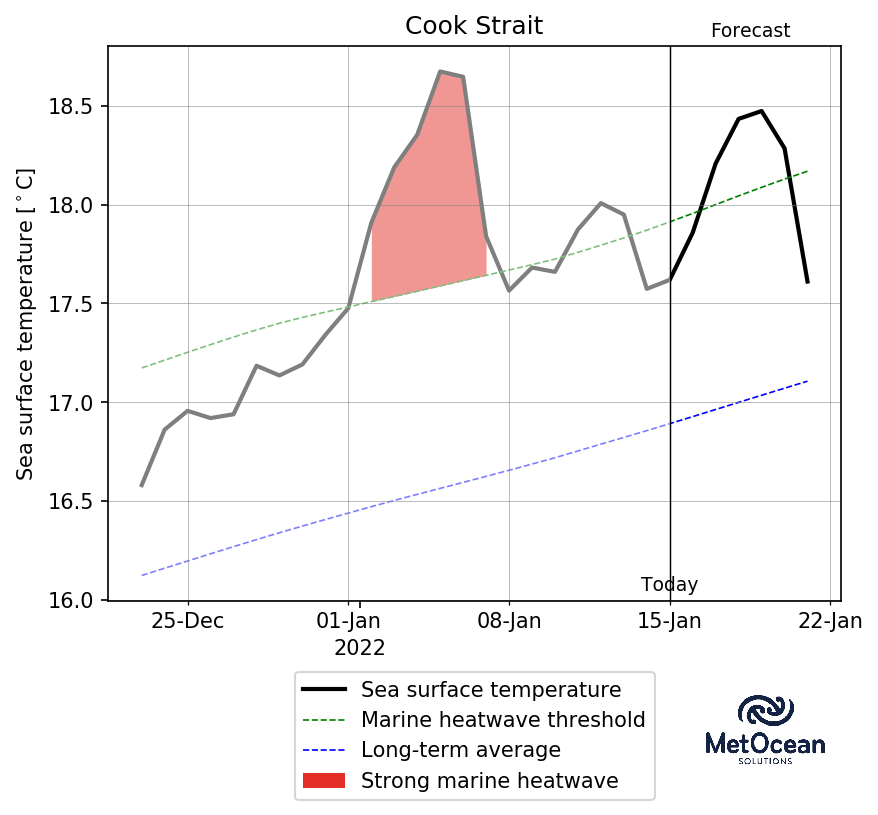 Cook Strait
Forecast
Sea surface temperature [°C]
18.5
18.0
17.5
17.0
16.5
16.0
Today
25-Dec
01-Jan
08-Jan
15-Jan
22-Jan
2022
Sea surface temperature
Marine heatwave threshold
Long-term average
Strong marine heatwave
MetOcean
SOLUTIONS